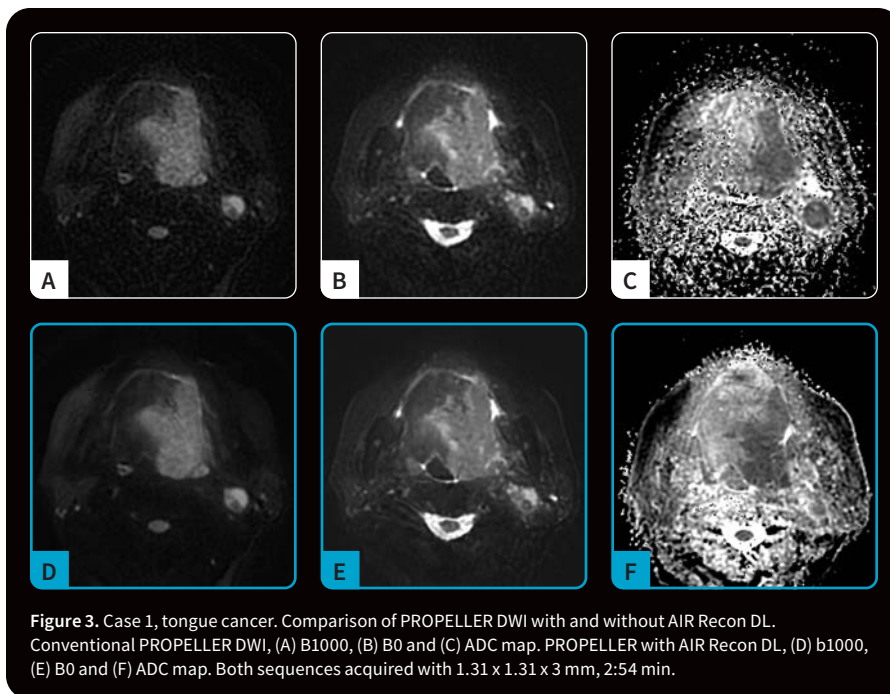 A
B
C
D
E
F
Figure 3. Case 1, tongue cancer. Comparison of PROPELLER DWI with and without AIR Recon DL.
Conventional PROPELLER DWI, (A) B1000, (B) B0 and (C) ADC map. PROPELLER with AIR Recon DL, (D) b1000,
(E) B0 and (F) ADC map. Both sequences acquired with 1.31 x 1.31 x 3 mm, 2:54 min.